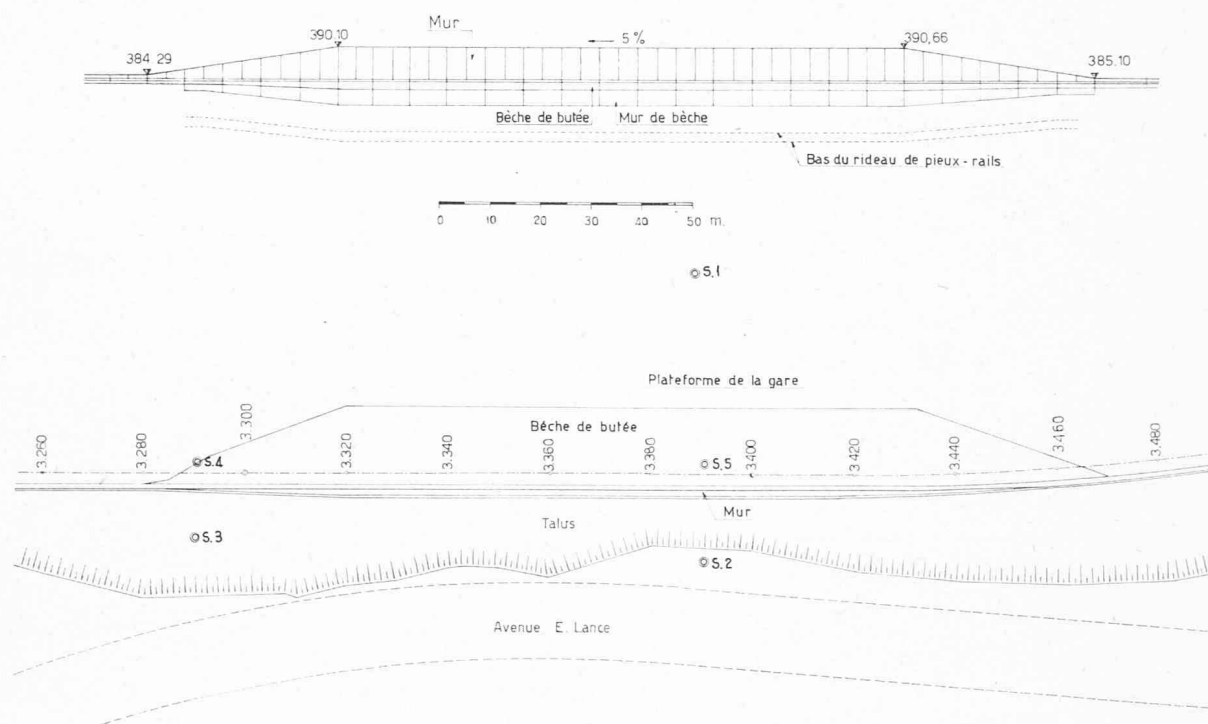 Mur
390.10
5 %
390,66
384 29
385.10
Bèche de butée
Mur de bèche
Bas du rideau de pieux - rails
0 10 20 30 40 50 m.
S.1
Plateforme de la gare
Bèche de butée
3.260
3.280
3.300
3.320
3.340
3.360
3.380
3.400
3.420
3.440
3.460
3.480
S.4
S.5
Mur
Talus
S.3
S.2
Avenue E. Lance